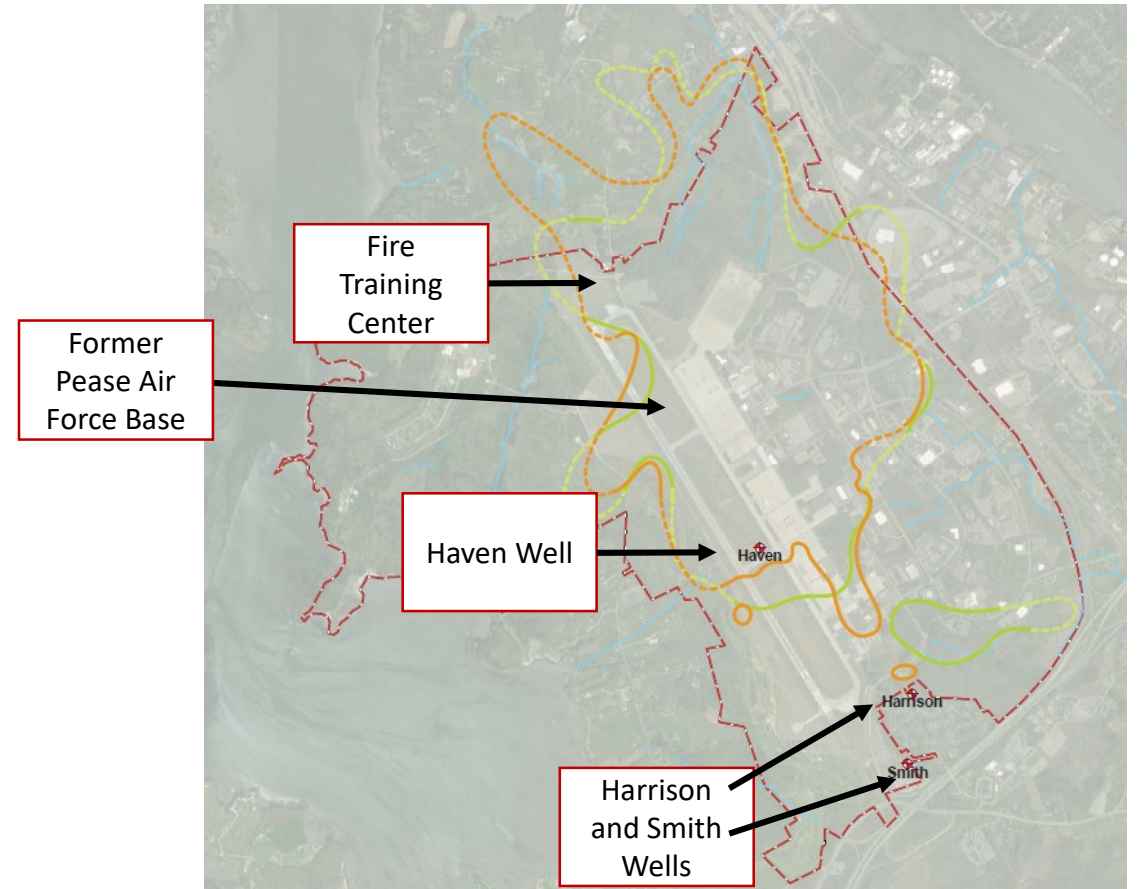 Fire
Training
Center
Former
Pease Air
Force Base
Haven Well
Haven
Harrison
Smith
Harrison
and Smith
Wells